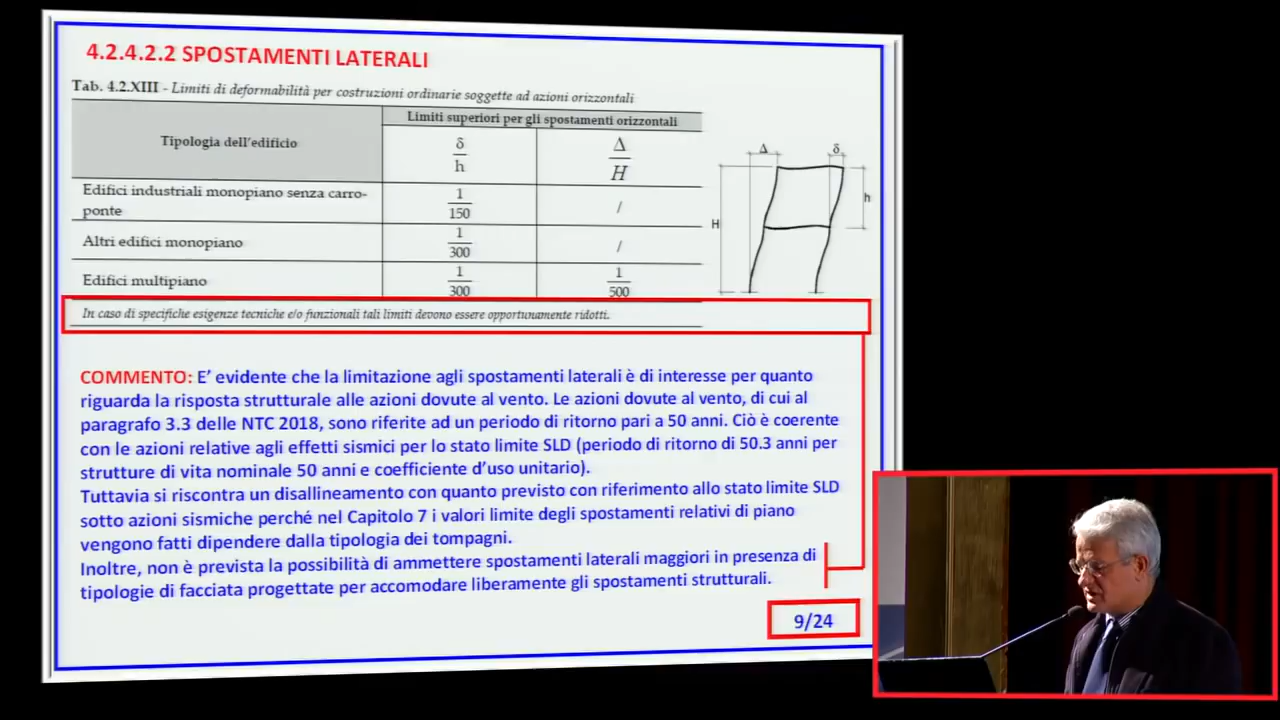 4.2.4.2.2 SPOSTAMENTI LATERALI
Tab. 4.2.XIII - Limiti di deformabilità per costruzioni ordinarie soggette ad azioni orizzontali
Tipologia dell'edificio
Limiti superiori per gli spostamenti orizzontali
δ
h
Δ
H
Edifici industriali monopiano senza carro-
ponte
1
150
/
Altri edifici monopiano
1
300
/
Edifici multipiano
1
300
1
500
In caso di specifiche esigenze tecniche e/o funzionali tali limiti devono essere opportunamente ridotti.
Δ
δ
H
h
COMMENTO: E' evidente che la limitazione agli spostamenti laterali è di interesse per quanto
riguarda la risposta strutturale alle azioni dovute al vento. Le azioni dovute al vento, di cui al
paragrafo 3.3 delle NTC 2018, sono riferite ad un periodo di ritorno pari a 50 anni. Ciò è coerente
con le azioni relative agli effetti sismici per lo stato limite SLD (periodo di ritorno di 50.3 anni per
strutture di vita nominale 50 anni e coefficiente d'uso unitario).
Tuttavia si riscontra un disallineamento con quanto previsto con riferimento allo stato limite SLD
sotto azioni sismiche perché nel Capitolo 7 i valori limite degli spostamenti relativi di piano
vengono fatti dipendere dalla tipologia dei tompagni.
Inoltre, non è prevista la possibilità di ammettere spostamenti laterali maggiori in presenza di
tipologie di facciata progettate per accomodare liberamente gli spostamenti strutturali.
9/24